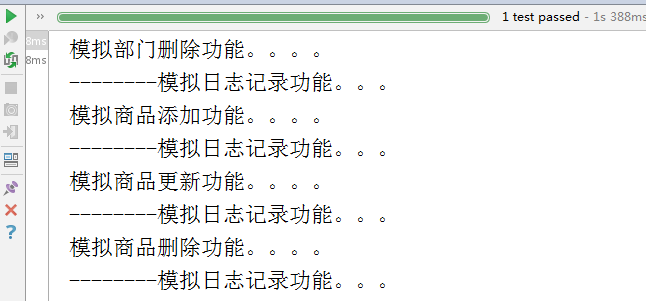 ›› 1 test passed - 1s 388ms
8ms 模拟部门删除功能。。。。
8ms --------模拟日志记录功能。。。
模拟商品添加功能。。。。
--------模拟日志记录功能。。。
模拟商品更新功能。。。。
--------模拟日志记录功能。。。
模拟商品删除功能。。。。
--------模拟日志记录功能。。。